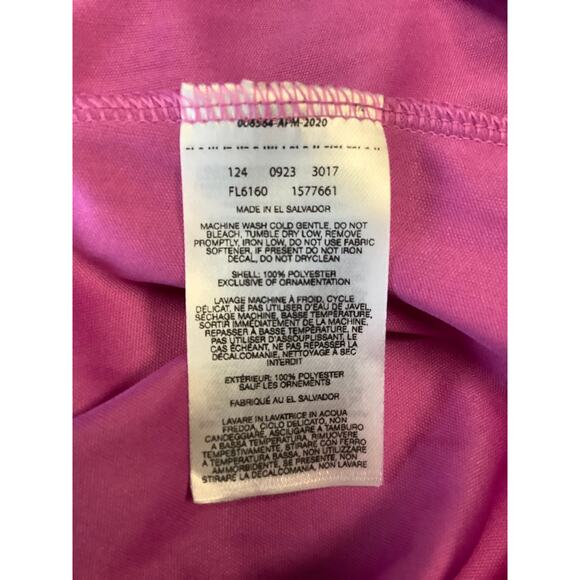 006564-APM-2020
124 0923 3017
FL6160 1577661
MADE IN EL SALVADOR
MACHINE WASH COLD GENTLE, DO NOT
BLEACH, TUMBLE DRY LOW, REMOVE
PROMPTLY, IRON LOW, DO NOT USE FABRIC
SOFTENER, IF PRESENT DO NOT IRON
DECAL, DO NOT DRYCLEAN
SHELL: 100% POLYESTER
EXCLUSIVE OF ORNAMENTATION
LAVAGE MACHINE À FROID, CYCLE
DÉLICAT, NE PAS UTILISER D'EAU DE JAVEL,
SÉCHAGE MACHINE, BASSE TEMPÉRATURE,
SORTIR IMMÉDIATEMENT DE LA MACHINE,
REPASSER À BASSE TEMPÉRATURE, NE
PAS UTILISER D'ASSOUPLISSANT, LE
CAS ÉCHÉANT, NE PAS REPASSER LA
DÉCALCOMANIE, NETTOYAGE À SEC
INTERDIT
EXTÉRIEUR: 100% POLYESTER
SAUF LES ORNEMENTS
FABRIQUÉ AU EL SALVADOR
LAVARE IN LAVATRICE IN ACQUA
FREDDA, CICLO DELICATO, NON
CANDEGGIARE, ASCILIGARE A TAMBURO
A BASSA TEMPERATURA, RIMUOVERE
TEMPESTIVAMENTE, STIRARE CON FERRO
A TEMPERATURA BASSA, NON USARE
AMMORBIDENTE, SE PRESENTE, NON
STIRARE LA DECALCOMANIA, NON LAVARE